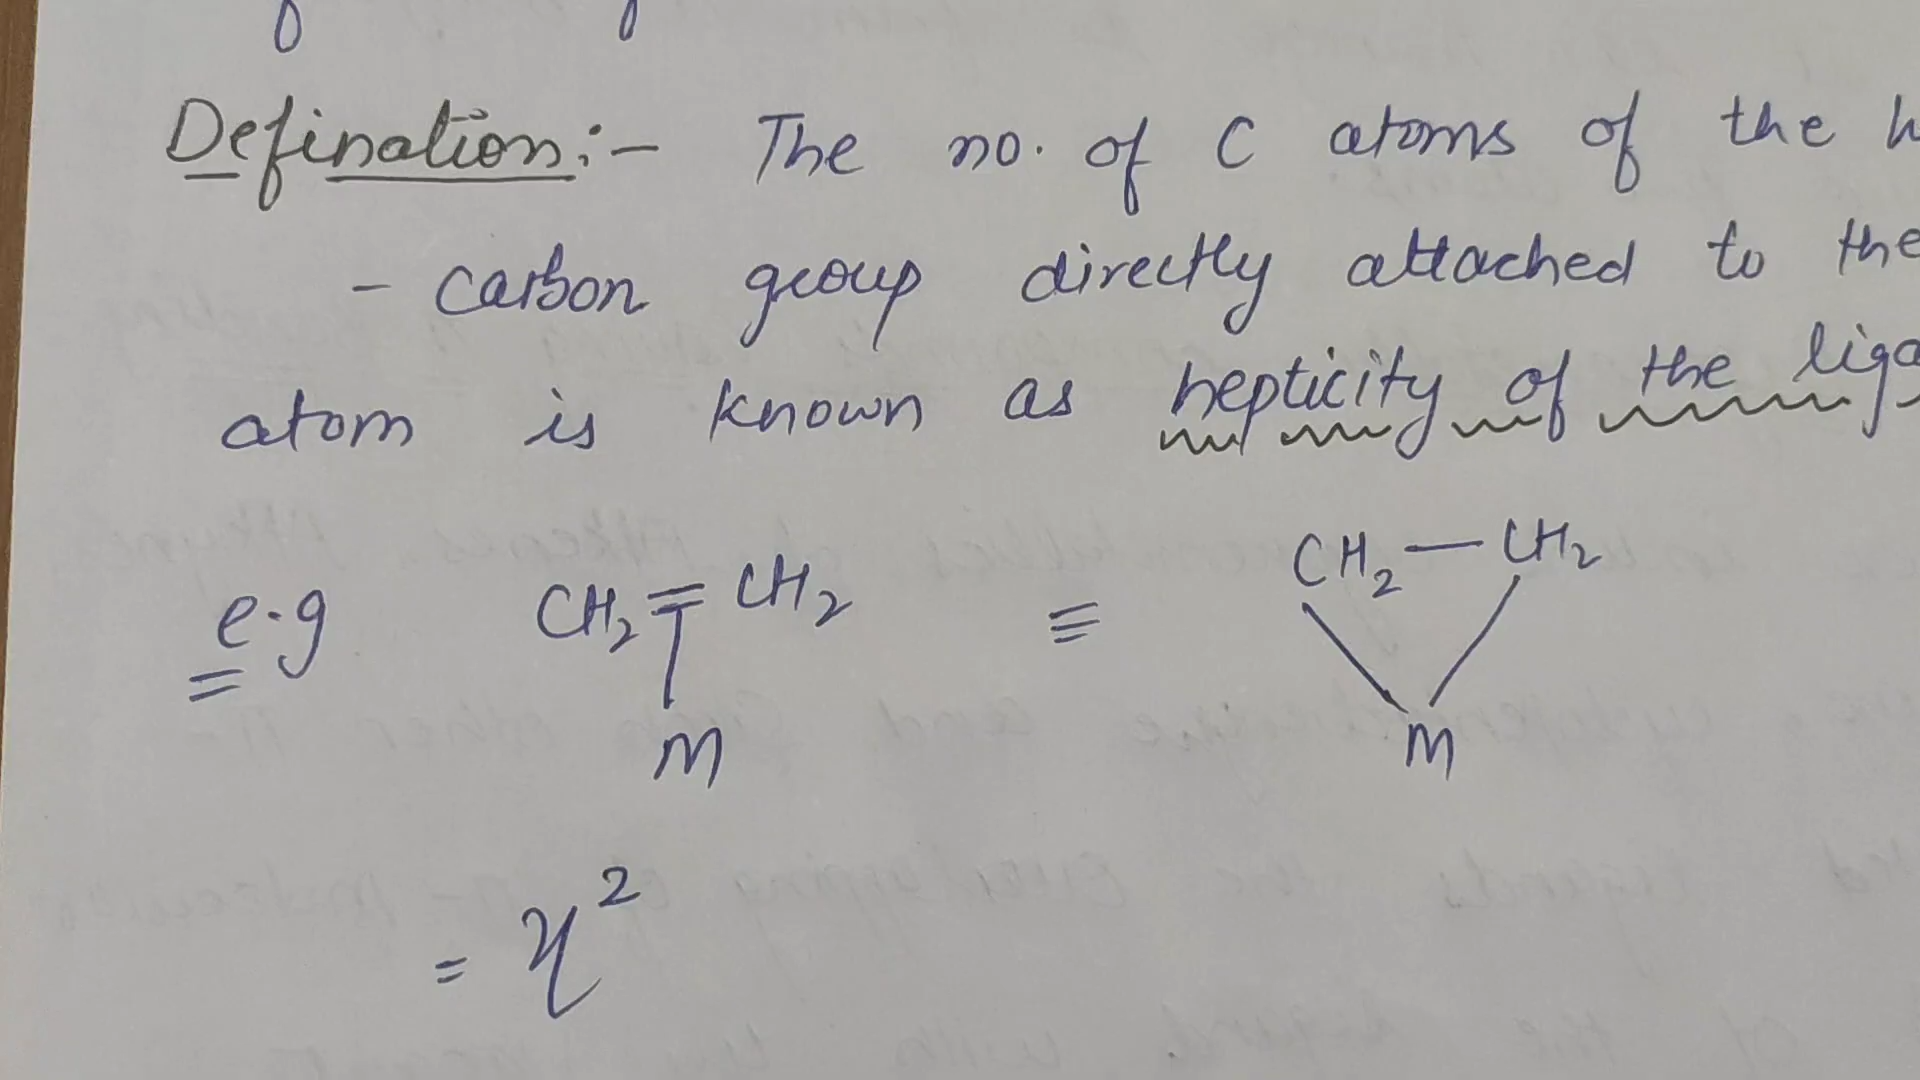 Defination:- The no. of C atoms of the
- carbon group directly attached to the
atom is known as hepticity of the
e.g CH₂=CH₂ ≡ CH₂—CH₂
M M
= η²